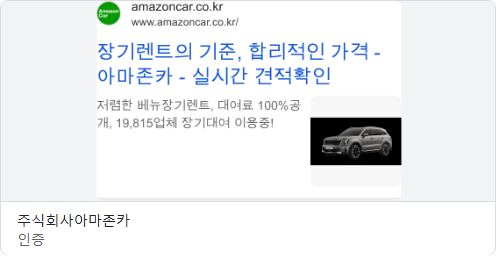 Amazon
Car
amazoncar.co.kr
www.amazoncar.co.kr/
장기렌트의 기준, 합리적인 가격 -
아마존카 - 실시간 견적확인
저렴한 베뉴장기렌트, 대여료 100%공
개, 19,815업체 장기대여 이용중!
주식회사아마존카
인증